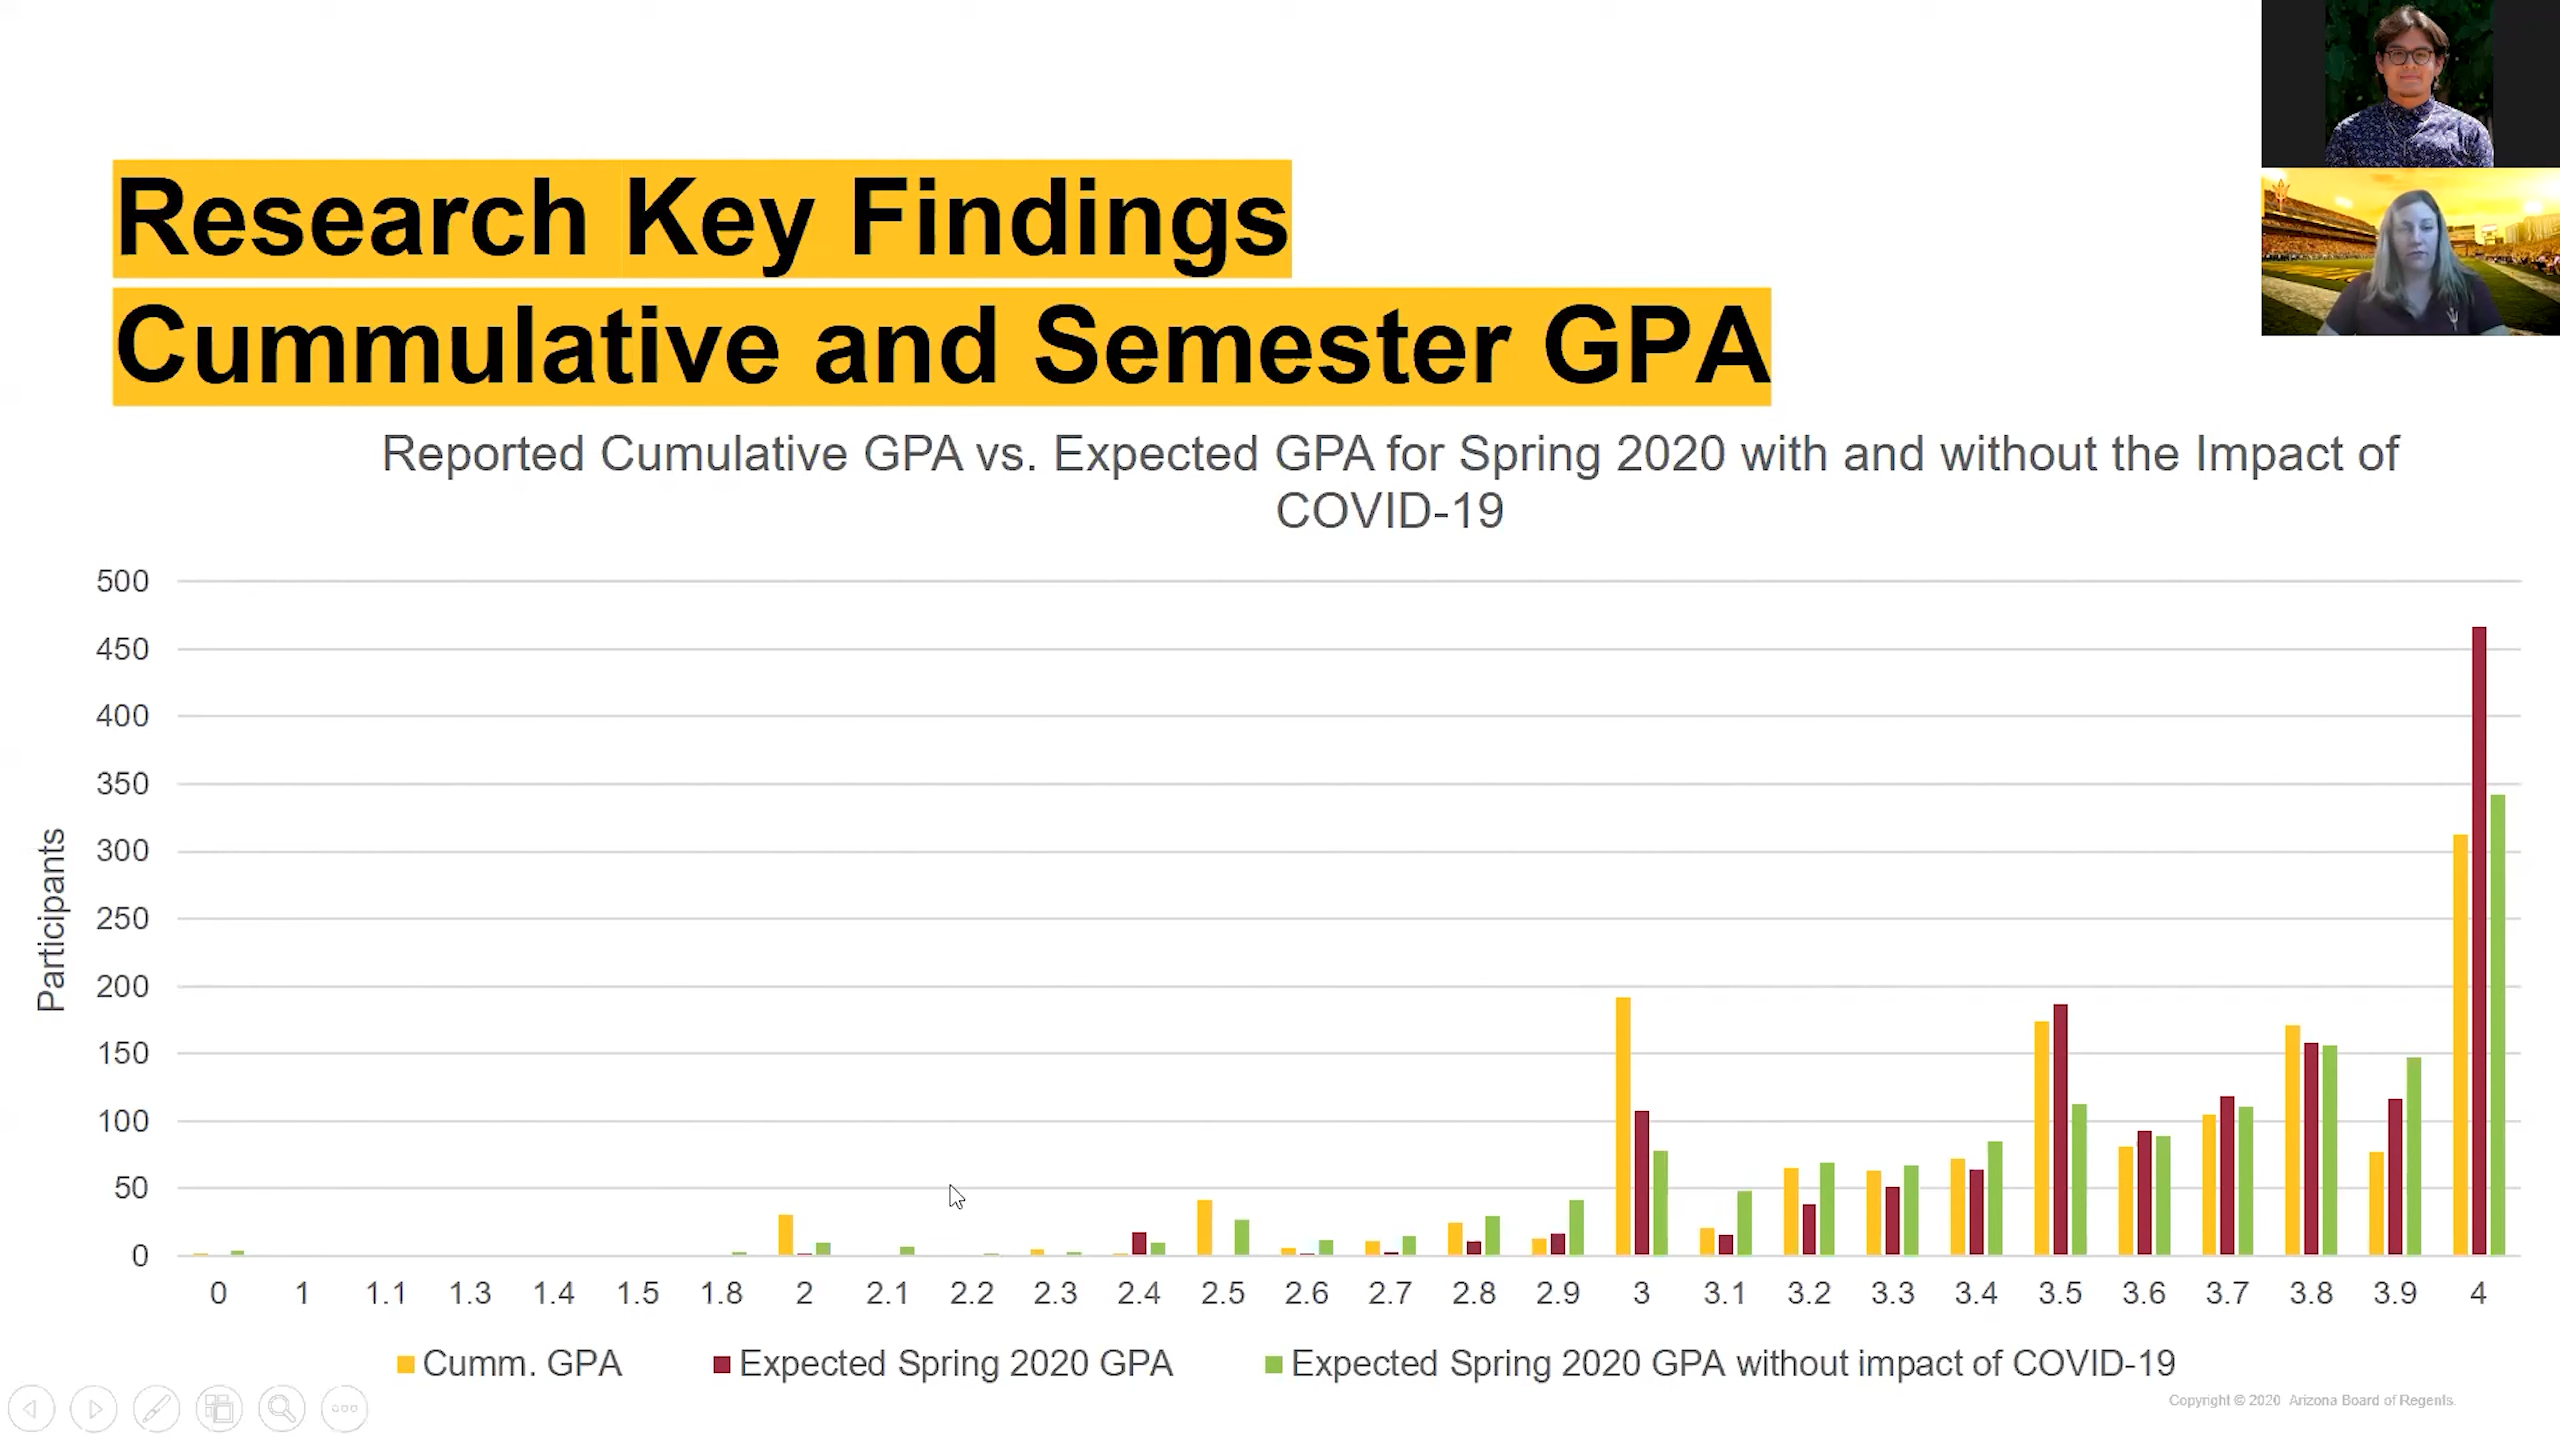 Research Key Findings
Cummulative and Semester GPA
Reported Cumulative GPA vs. Expected GPA for Spring 2020 with and without the Impact of
COVID-19
Participants
500
450
400
350
300
250
200
150
100
50
0
0 1 1.1 1.3 1.4 1.5 1.8 2 2.1 2.2 2.3 2.4 2.5 2.6 2.7 2.8 2.9 3 3.1 3.2 3.3 3.4 3.5 3.6 3.7 3.8 3.9 4
Cumm. GPA Expected Spring 2020 GPA Expected Spring 2020 GPA without impact of COVID-19
Copyright © 2020 Arizona Board of Regents.